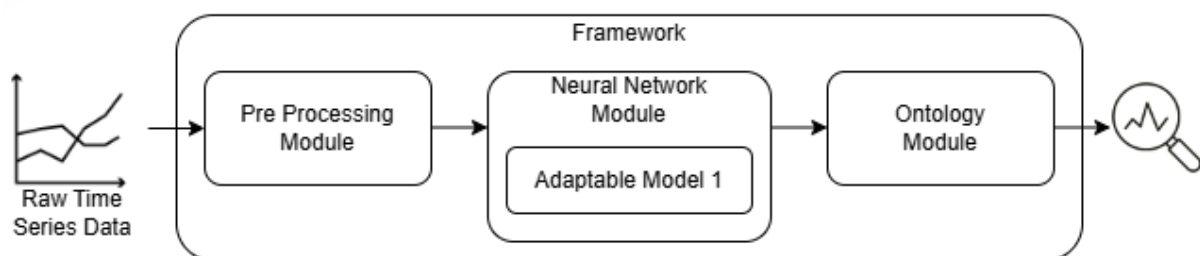 Framework
Raw Time
Series Data
Pre Processing
Module
Neural Network
Module
Adaptable Model 1
Ontology
Module